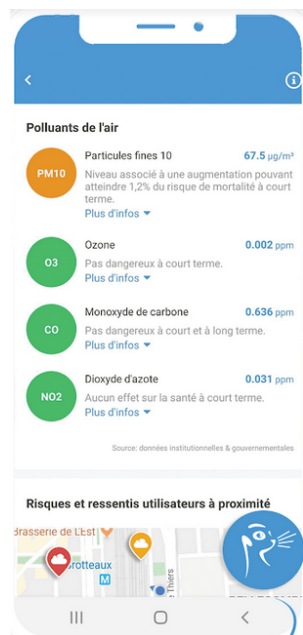 Polluants de l'air
Particules fines 10 67.5 µg/m³
PM10
Niveau associé à une augmentation pouvant
atteindre 1,2% du risque de mortalité à court
terme.
Plus d'infos
Ozone 0.002 ppm
O3
Pas dangereux à court terme.
Plus d'infos
Monoxyde de carbone 0.636 ppm
CO
Pas dangereux à court et à long terme.
Plus d'infos
Dioxyde d'azote 0.031 ppm
NO2
Aucun effet sur la santé à court terme.
Plus d'infos
Source: données institutionnelles & gouvernementales
Risques et ressentis utilisateurs à proximité
Brasserie de L'Est
rotteaux
M
Thiers